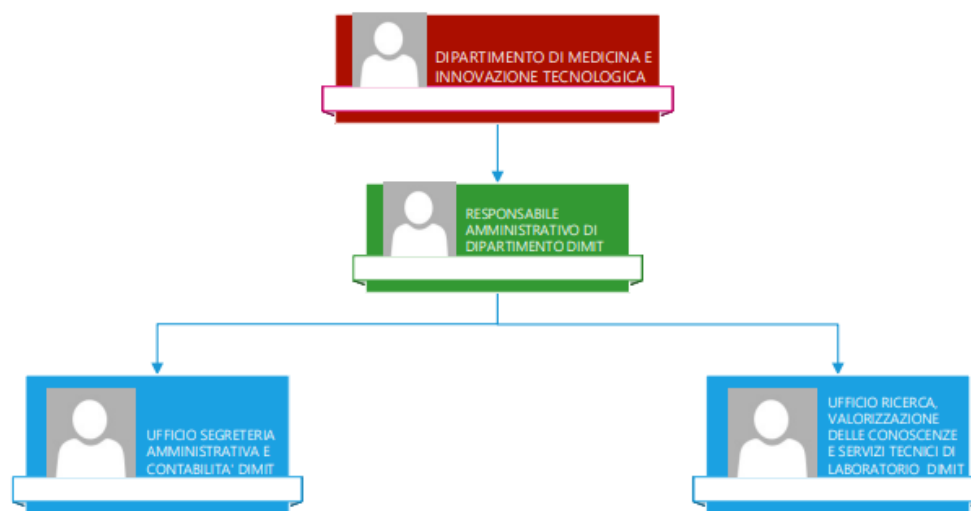 DIPARTIMENTO DI MEDICINA E
INNOVAZIONE TECNOLOGICA
RESPONSABILE
AMMINISTRATIVO DI
DIPARTIMENTO DIMIT
UFFICIO SEGRETERIA
AMMINISTRATIVA E
CONTABILITA' DIMIT
UFFICIO RICERCA,
VALORIZZAZIONE
DELLE CONOSCENZE
E SERVIZI TECNICI DI
LABORATORIO DIMIT